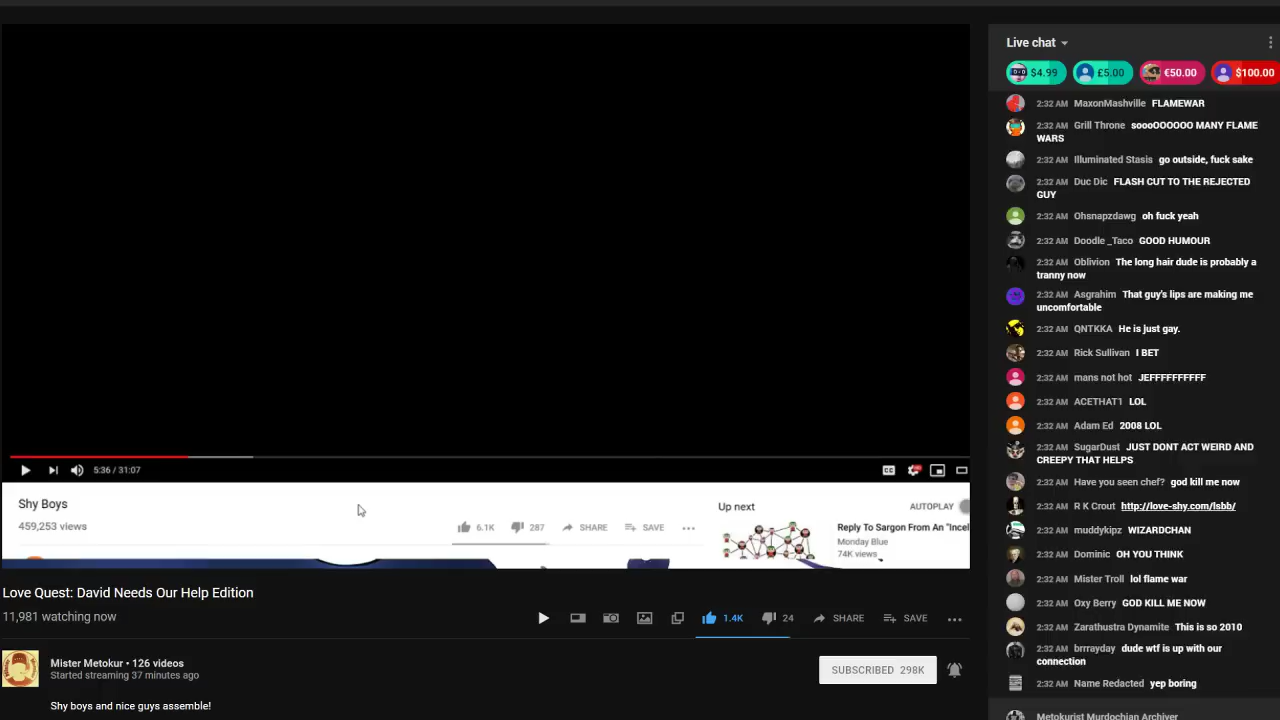 Live chat
$4.99
£5.00
€50.00
$100.00
2:32 AM MaxonMashville FLAMEWAR
2:32 AM Grill Throne soooOOOOOO MANY FLAME
WARS
2:32 AM Illuminated Stasis go outside, fuck sake
2:32 AM Duc Dic FLASH CUT TO THE REJECTED
GUY
2:32 AM Ohsnapzdawg oh fuck yeah
2:32 AM Doodle _Taco GOOD HUMOUR
2:32 AM Oblivion The long hair dude is probably a
tranny now
2:32 AM Asgrahim That guy's lips are making me
uncomfortable
2:32 AM QNTKKA He is just gay.
2:32 AM Rick Sullivan I BET
2:32 AM mans not hot JEFFFFFFFFFF
2:32 AM ACETHAT1 LOL
2:32 AM Adam Ed 2008 LOL
2:32 AM SugarDust JUST DONT ACT WEIRD AND
CREEPY THAT HELPS
2:32 AM Have you seen chef? god kill me now
2:32 AM R K Crout http://love-shy.com/lsbb/
2:32 AM muddykipz WIZARDCHAN
2:32 AM Dominic OH YOU THINK
2:32 AM Mister Troll lol flame war
2:32 AM Oxy Berry GOD KILL ME NOW
2:32 AM Zarathustra Dynamite This is so 2010
2:32 AM brrrayday dude wtf is up with our
connection
2:32 AM Name Redacted yep boring
Metokurist Murdochian Archiver
5:36 / 31:07
Shy Boys
459,253 views
6.1K
287
SHARE
SAVE
Up next
AUTOPLAY
Reply To Sargon From An "Incel
Monday Blue
74K views
Love Quest: David Needs Our Help Edition
11,981 watching now
1.4K
24
SHARE
SAVE
Mister Metokur • 126 videos
Started streaming 37 minutes ago
SUBSCRIBED 298K
Shy boys and nice guys assemble!